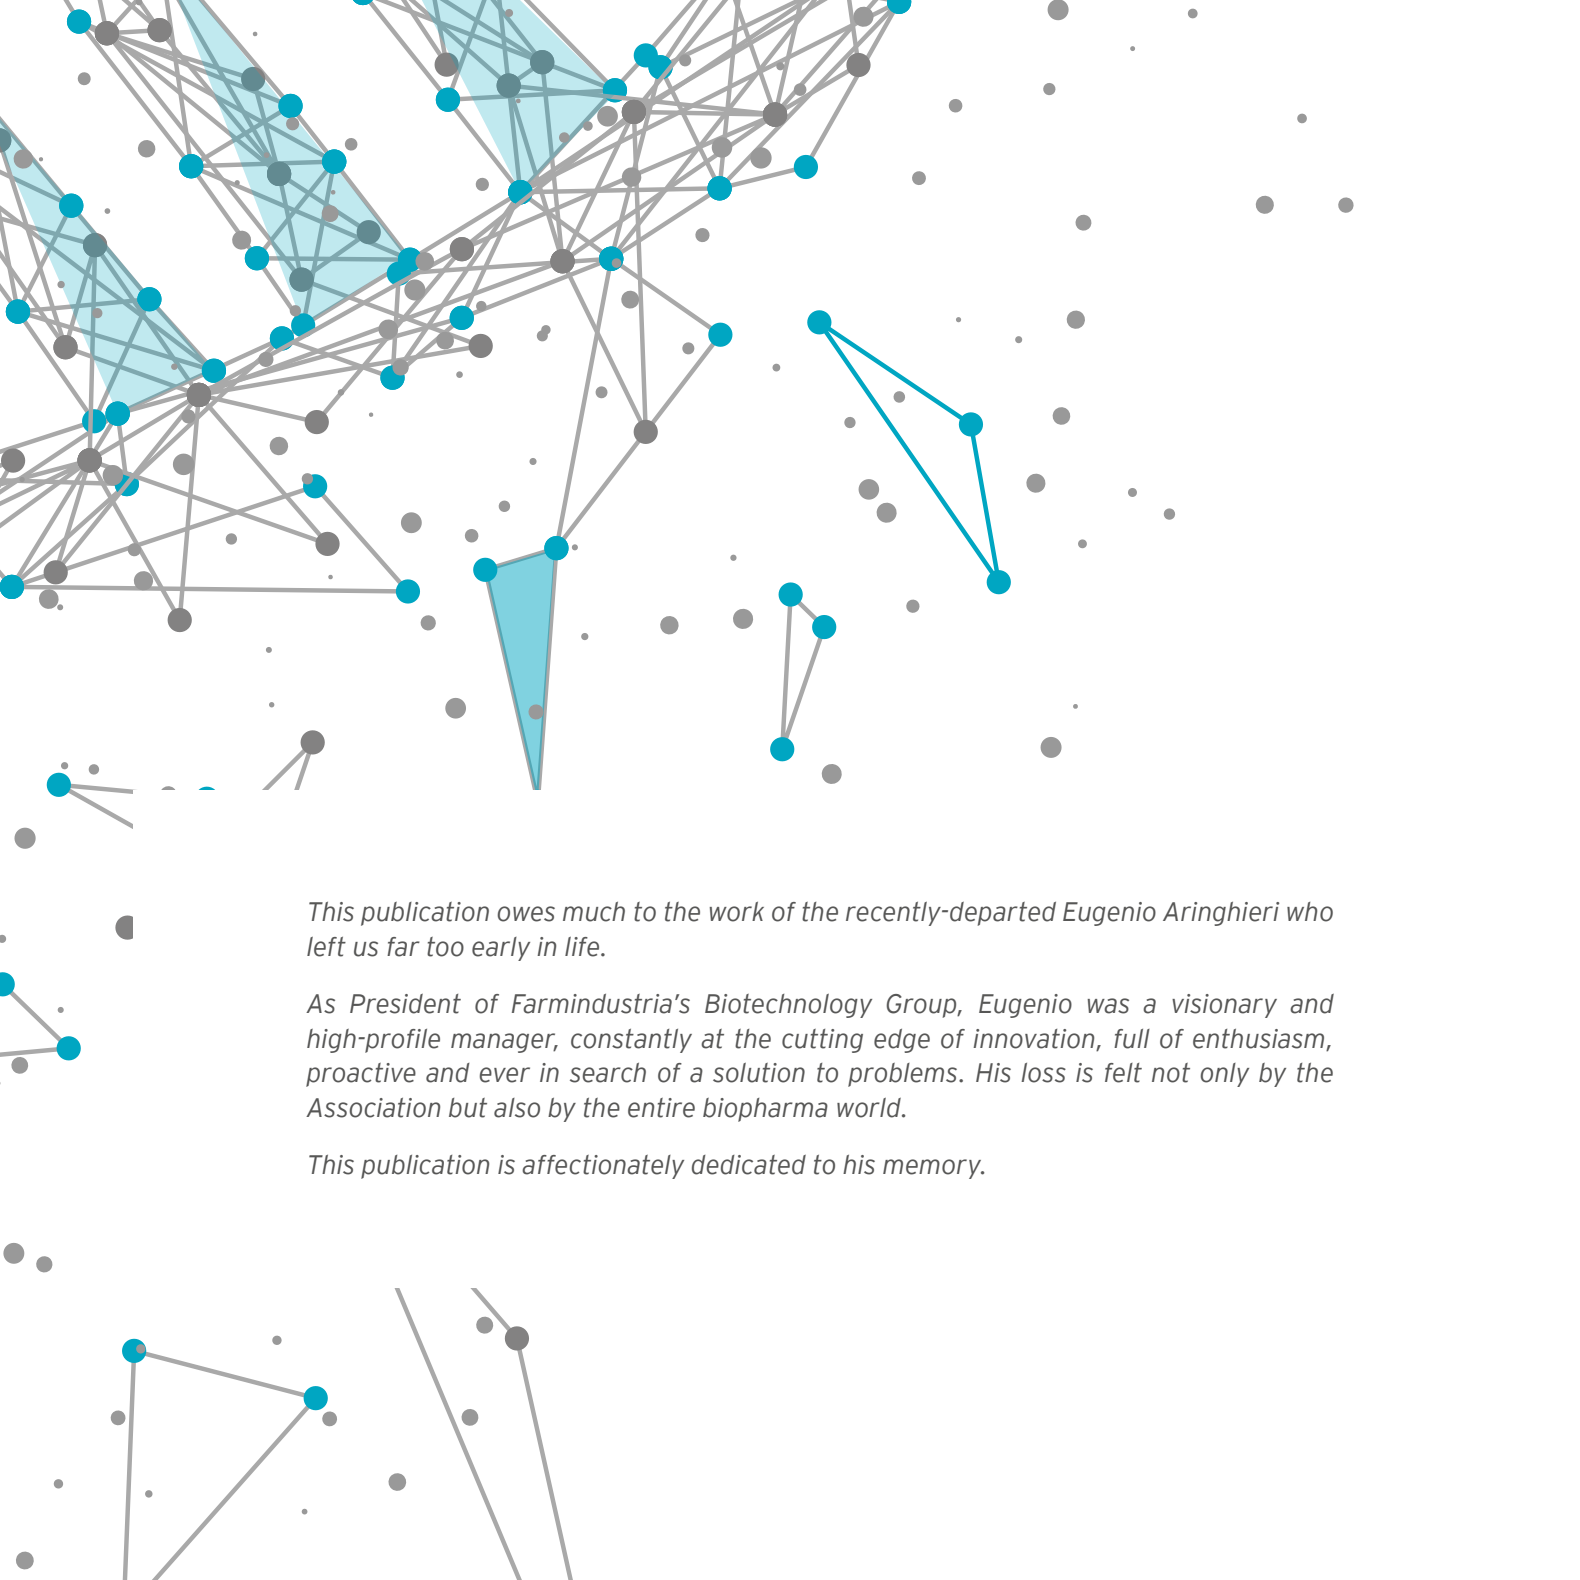 This publication owes much to the work of the recently-departed Eugenio Aringhieri who
left us far too early in life.
As President of Farmindustria's Biotechnology Group, Eugenio was a visionary and
high-profile manager, constantly at the cutting edge of innovation, full of enthusiasm,
proactive and ever in search of a solution to problems. His loss is felt not only by the
Association but also by the entire biopharma world.
This publication is affectionately dedicated to his memory.